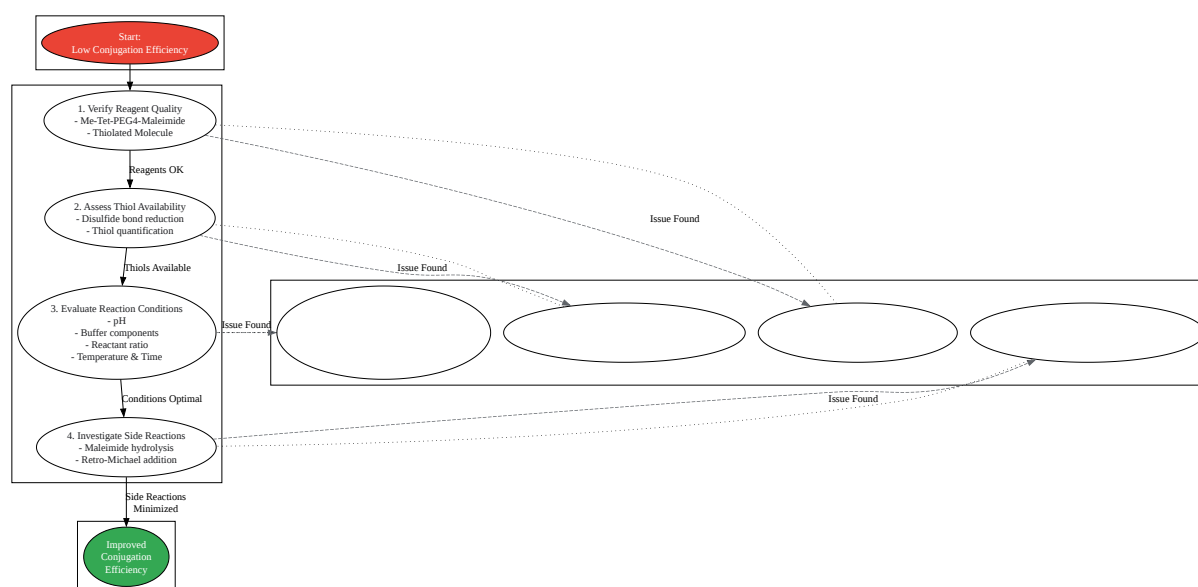 Start:
Low Conjugation Efficiency
1. Verify Reagent Quality
- Me-Tet-PEG4-Maleimide
- Thiolated Molecule
Reagents OK
Issue Found
2. Assess Thiol Availability
- Disulfide bond reduction
- Thiol quantification
Thiols Available
Issue Found
3. Evaluate Reaction Conditions
- pH
- Buffer components
- Reactant ratio
- Temperature & Time
Issue Found
Conditions Optimal
Issue Found
4. Investigate Side Reactions
- Maleimide hydrolysis
- Retro-Michael addition
Side Reactions
Minimized
Improved
Conjugation
Efficiency